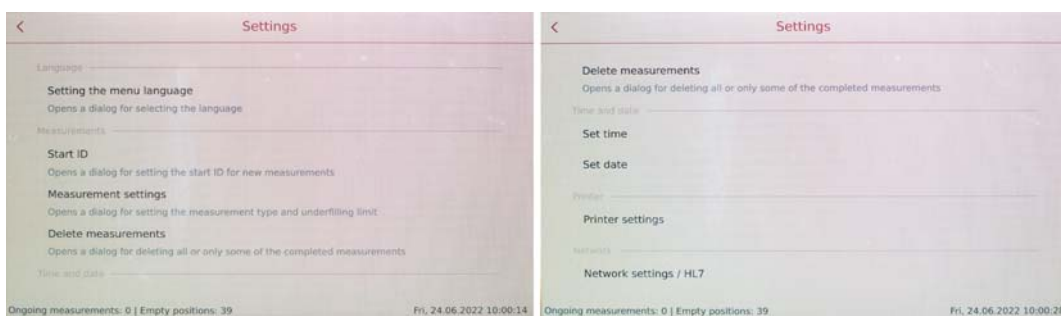 Settings
Language
Setting the menu language
Opens a dialog for selecting the language
Measurements
Start ID
Opens a dialog for setting the start ID for new measurements
Measurement settings
Opens a dialog for setting the measurement type and underfilling limit
Delete measurements
Opens a dialog for deleting all or only some of the completed measurements
Time and date
Ongoing measurements: 0 | Empty positions: 39
Fri, 24.06.2022 10:00:14
Settings
Delete measurements
Opens a dialog for deleting all or only some of the completed measurements
Time and date
Set time
Set date
Printer
Printer settings
Network
Network settings / HL7
Ongoing measurements: 0 | Empty positions: 39
Fri, 24.06.2022